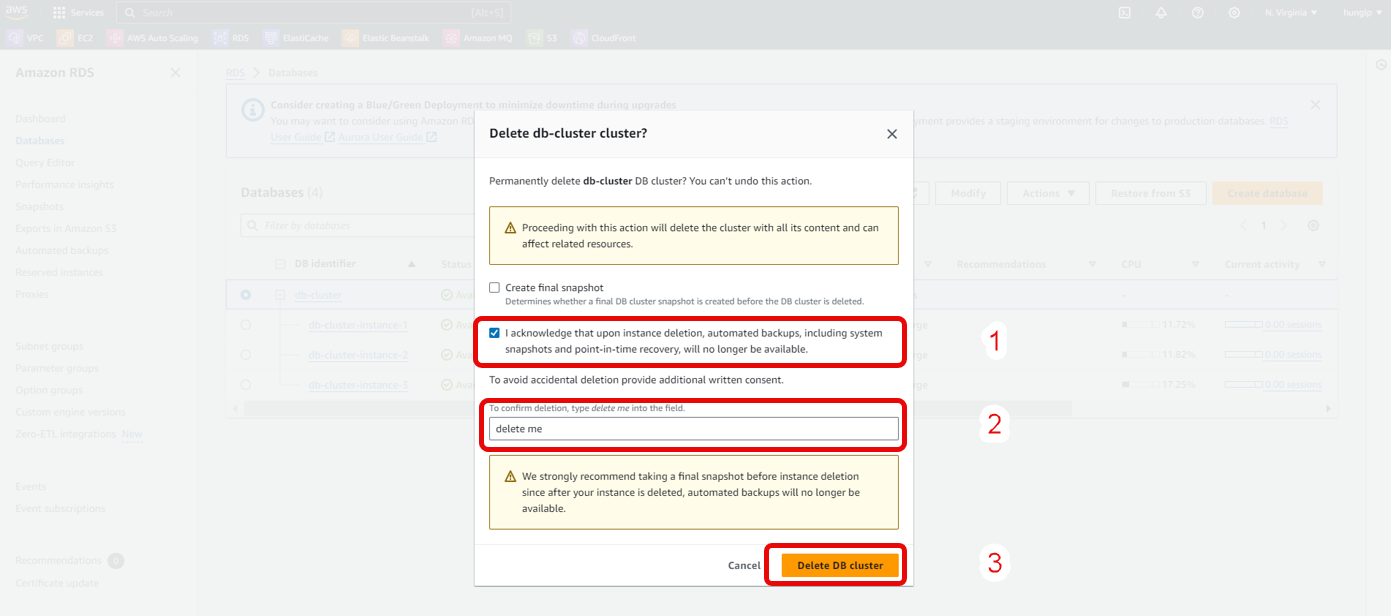 aws
Services
Search
[Alt+S]
N. Virginia
hungip
VPC
EC2
AWS Auto Scaling
RDS
ElastiCache
Elastic Beanstalk
Amazon MQ
S3
CloudFront
Amazon RDS
Dashboard
Databases
Query Editor
Performance insights
Snapshots
Exports in Amazon S3
Automated backups
Reserved instances
Proxies
Subnet groups
Parameter groups
Option groups
Custom engine versions
Zero-ETL integrations New
Events
Event subscriptions
Recommendations 0
Certificate update
RDS > Databases
Consider creating a Blue/Green Deployment to minimize downtime during upgrades
You may want to consider using Amazon RD
yment provides a staging environment for changes to production databases. RDS
User Guide Aurora User Guide
Databases (4)
Modify
Actions
Restore from S3
Create database
Filter by databases
1
DB identifier
Status
Recommendations
CPU
Current activity
db-cluster
Ava
-
-
db-cluster-instance-1
Ava
rge
11.72%
0.00 sessions
db-cluster-instance-2
Ava
rge
11.82%
0.00 sessions
db-cluster-instance-3
Ava
rge
17.25%
0.00 sessions
Delete db-cluster cluster?
Permanently delete db-cluster DB cluster? You can't undo this action.
Proceeding with this action will delete the cluster with all its content and can
affect related resources.
Create final snapshot
Determines whether a final DB cluster snapshot is created before the DB cluster is deleted.
I acknowledge that upon instance deletion, automated backups, including system
snapshots and point-in-time recovery, will no longer be available.
1
To avoid accidental deletion provide additional written consent.
To confirm deletion, type delete me into the field.
delete me
2
We strongly recommend taking a final snapshot before instance deletion
since after your instance is deleted, automated backups will no longer be
available.
Cancel
Delete DB cluster
3